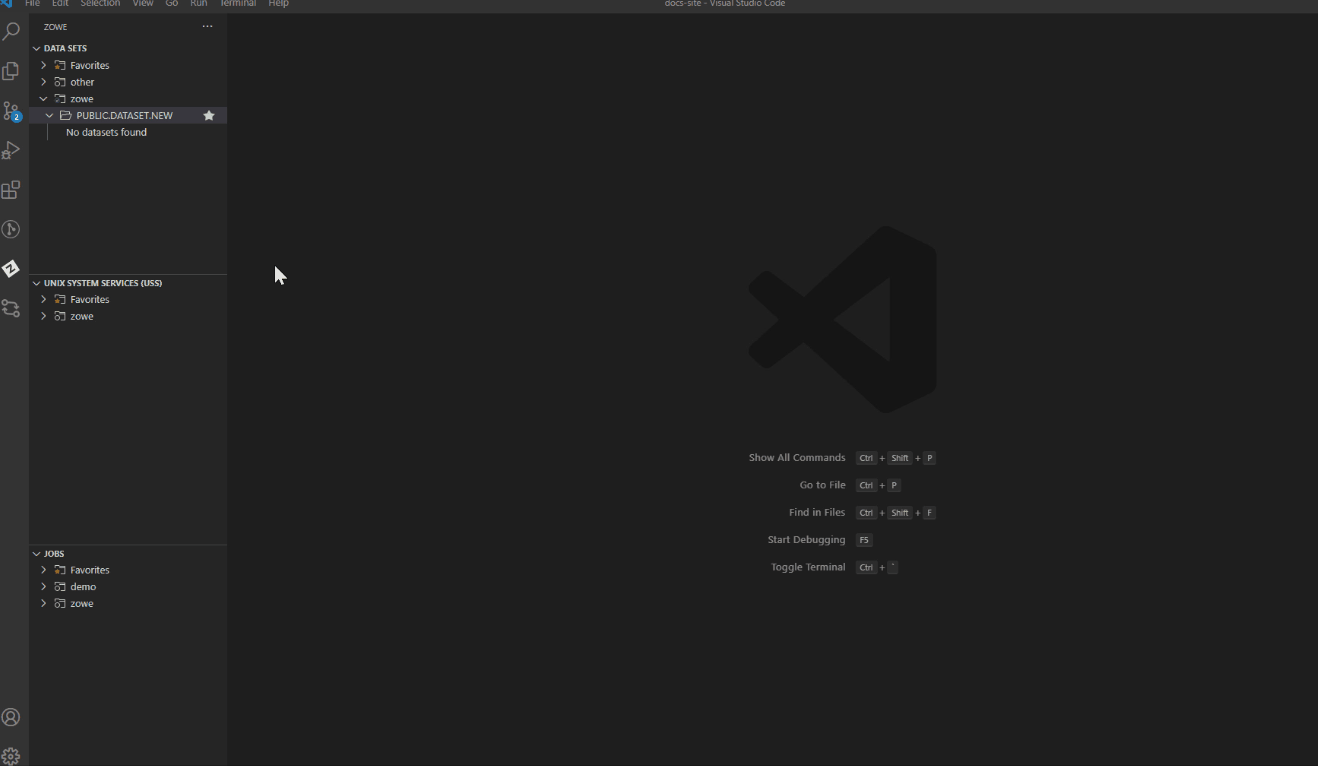 File Edit Selection View Go Run Terminal Help
docs-site - Visual Studio Code
ZOWE
DATA SETS
Favorites
other
zowe
PUBLIC.DATASET.NEW
No datasets found
2
UNIX SYSTEM SERVICES (USS)
Favorites
zowe
JOBS
Favorites
demo
zowe
Show All Commands Ctrl + Shift + P
Go to File Ctrl + P
Find in Files Ctrl + Shift + F
Start Debugging F5
Toggle Terminal Ctrl + `